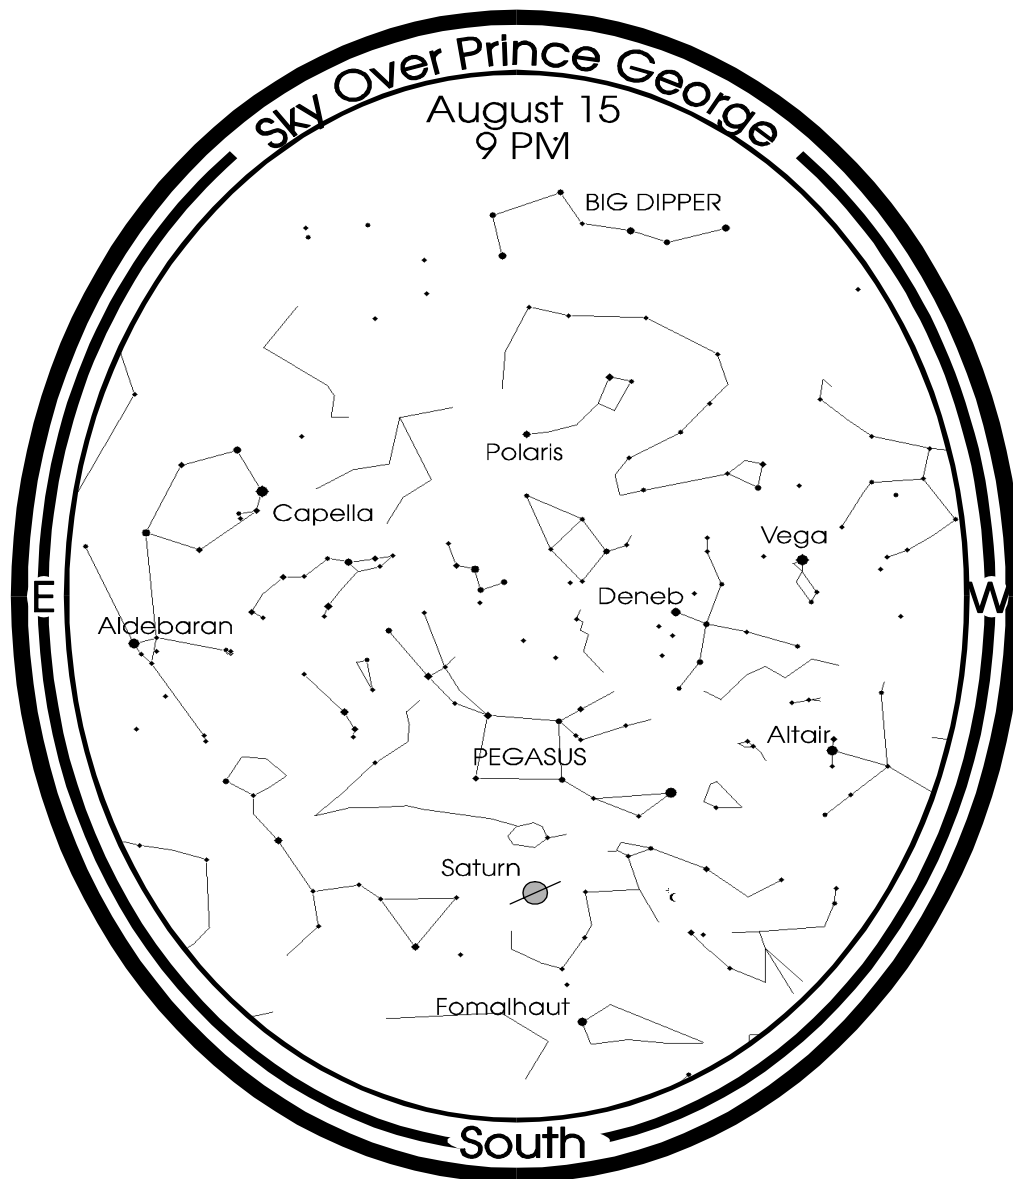 Sky Over Prince George
August 15
9 PM
BIG DIPPER
Polaris
Capella
Vega
Deneb
E
W
Aldebaran
Altair
PEGASUS
Saturn
Fomalhaut
South